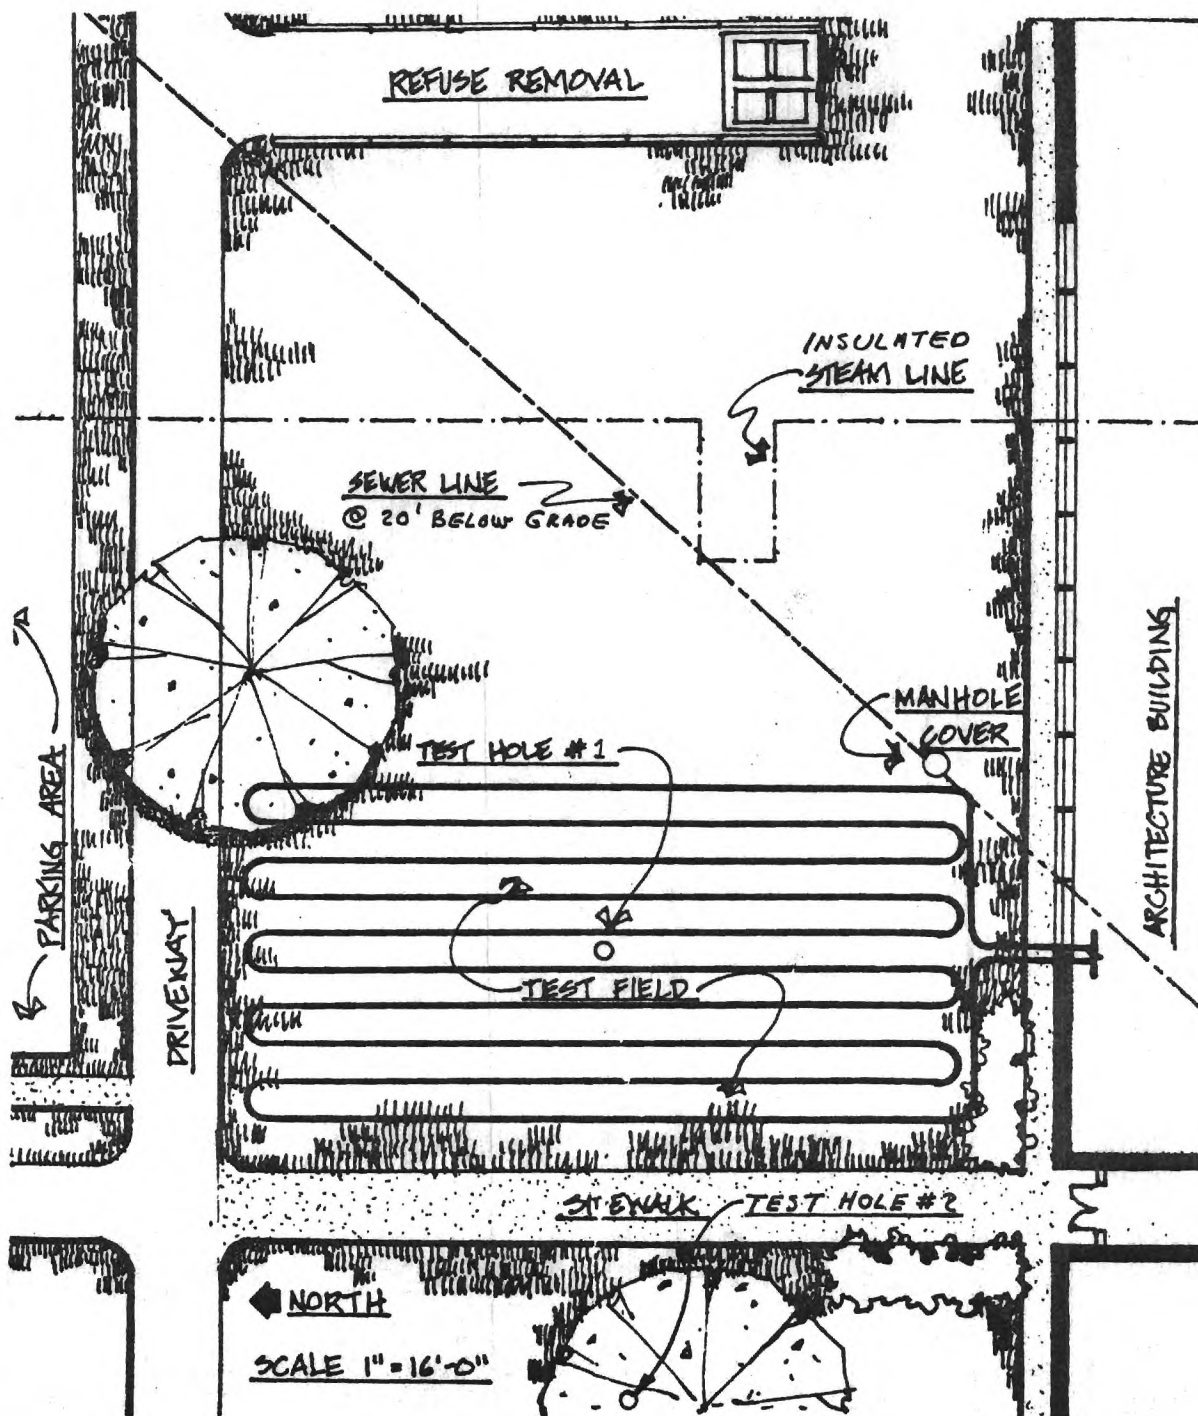 REFUSE REMOVAL
INSULATED
STEAM LINE
SEWER LINE
@ 20' BELOW GRADE
MANHOLE
COVER
TEST HOLE #1
PARKING AREA
ARCHITECTURE BUILDING
DRIVEWAY
TEST FIELD
SIDEWALK
TEST HOLE #2
NORTH
SCALE 1" = 16'-0"